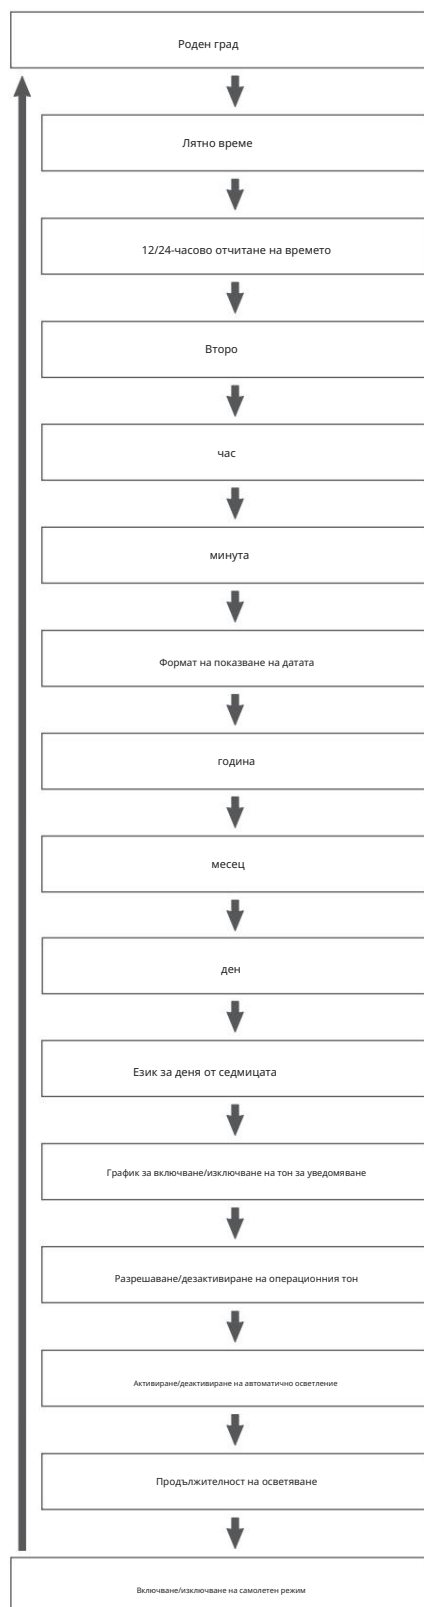 Роден град
Лятно време
12/24-часово отчитане на времето
Второ
час
минута
Формат на показване на датата
година
месец
ден
Език за деня от седмицата
График за включване/изключване на тон за уведомяване
Разрешаване/дезактивиране на операционния тон
Активиране/деактивиране на автоматично осветление
Продължителност на осветяване
Включване/изключване на самолетен режим